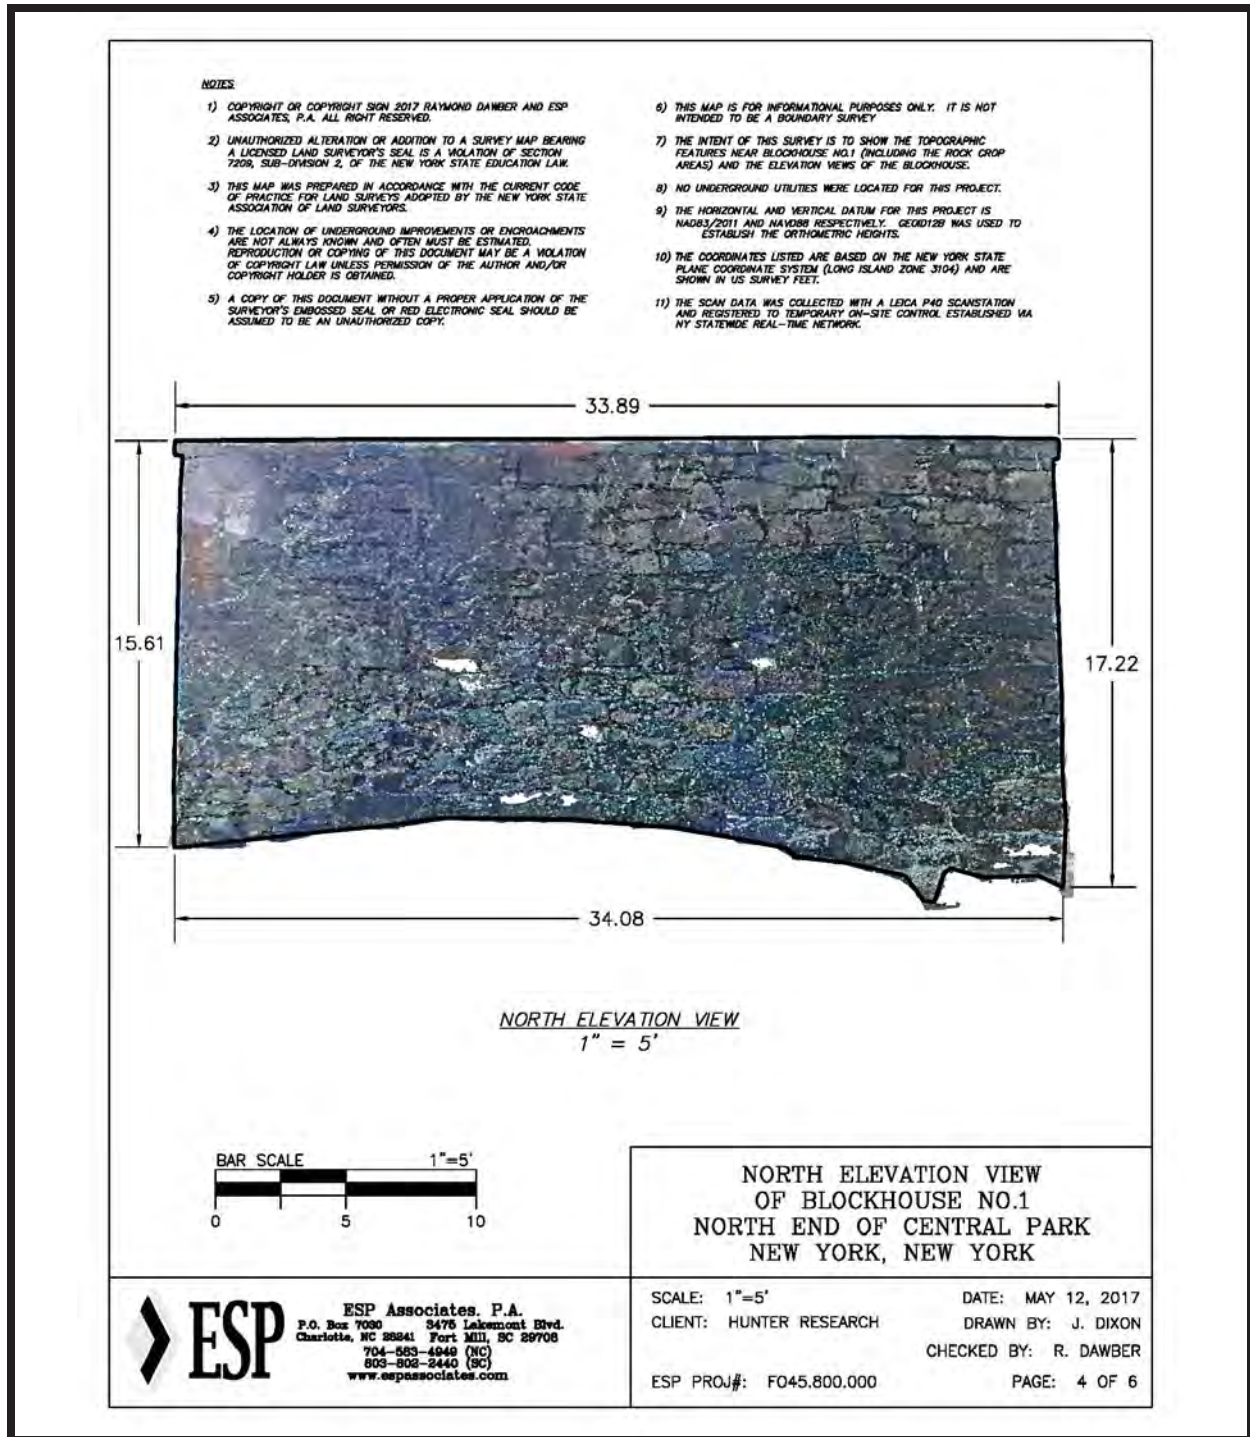 NOTES
1) COPYRIGHT OR COPYRIGHT SIGN 2017 RAYMOND DAWBER AND ESP
ASSOCIATES, P.A. ALL RIGHT RESERVED.
2) UNAUTHORIZED ALTERATION OR ADDITION TO A SURVEY MAP BEARING
A LICENSED LAND SURVEYOR'S SEAL IS A VIOLATION OF SECTION
7209, SUB-DIVISION 2, OF THE NEW YORK STATE EDUCATION LAW.
3) THIS MAP WAS PREPARED IN ACCORDANCE WITH THE CURRENT CODE
OF PRACTICE FOR LAND SURVEYS ADOPTED BY THE NEW YORK STATE
ASSOCIATION OF LAND SURVEYORS.
4) THE LOCATION OF UNDERGROUND IMPROVEMENTS OR ENCROACHMENTS
ARE NOT ALWAYS KNOWN AND OFTEN MUST BE ESTIMATED.
REPRODUCTION OR COPYING OF THIS DOCUMENT MAY BE A VIOLATION
OF COPYRIGHT LAW UNLESS PERMISSION OF THE AUTHOR AND/OR
COPYRIGHT HOLDER IS OBTAINED.
5) A COPY OF THIS DOCUMENT WITHOUT A PROPER APPLICATION OF THE
SURVEYOR'S EMBOSSED SEAL OR RED ELECTRONIC SEAL SHOULD BE
ASSUMED TO BE AN UNAUTHORIZED COPY.
6) THIS MAP IS FOR INFORMATIONAL PURPOSES ONLY. IT IS NOT
INTENDED TO BE A BOUNDARY SURVEY
7) THE INTENT OF THIS SURVEY IS TO SHOW THE TOPOGRAPHIC
FEATURES NEAR BLOCKHOUSE NO.1 (INCLUDING THE ROCK CROP
AREAS) AND THE ELEVATION VIEWS OF THE BLOCKHOUSE.
8) NO UNDERGROUND UTILITIES WERE LOCATED FOR THIS PROJECT.
9) THE HORIZONTAL AND VERTICAL DATUM FOR THIS PROJECT IS
NAD83/2011 AND NAVD88 RESPECTIVELY. GEOID12B WAS USED TO
ESTABLISH THE ORTHOMETRIC HEIGHTS.
10) THE COORDINATES LISTED ARE BASED ON THE NEW YORK STATE
PLANE COORDINATE SYSTEM (LONG ISLAND ZONE 3104) AND ARE
SHOWN IN US SURVEY FEET.
11) THE SCAN DATA WAS COLLECTED WITH A LEICA P40 SCANSTATION
AND REGISTERED TO TEMPORARY ON-SITE CONTROL ESTABLISHED VIA
NY STATEWIDE REAL-TIME NETWORK.
33.89
15.61
17.22
34.08
NORTH ELEVATION VIEW
1" = 5'
BAR SCALE 1"=5'
0 5 10
NORTH ELEVATION VIEW
OF BLOCKHOUSE NO.1
NORTH END OF CENTRAL PARK
NEW YORK, NEW YORK
ESP
ESP Associates. P.A.
P.O. Box 7030 3475 Lakemont Blvd.
Charlotte, NC 28241 Fort Mill, SC 29708
704-583-4949 (NC)
803-802-2440 (SC)
www.espassociates.com
SCALE: 1"=5' DATE: MAY 12, 2017
CLIENT: HUNTER RESEARCH DRAWN BY: J. DIXON
CHECKED BY: R. DAWBER
ESP PROJ#: FO45.800.000 PAGE: 4 OF 6